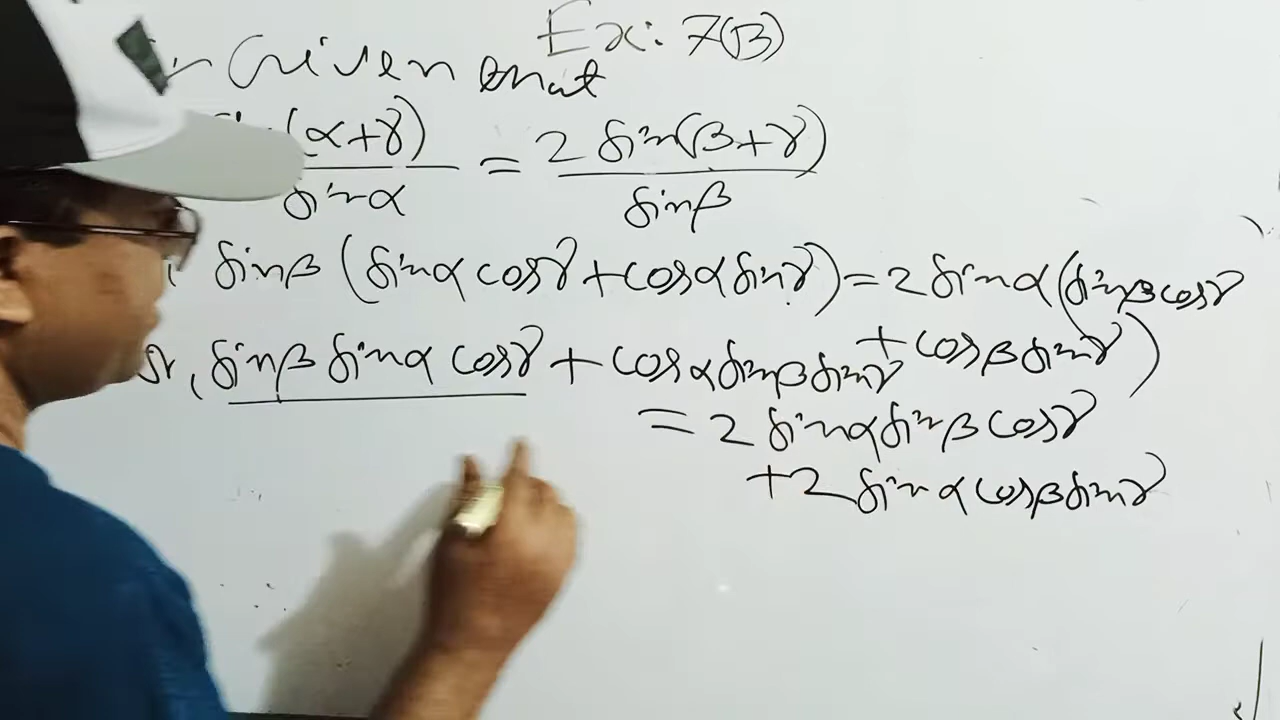 Ex: 7(B)
Given that
(α+γ) / sinα = 2 sin(β+γ) / sinβ
sinβ (sinα cosγ + cosα sinγ) = 2 sinα (sinβ cosγ
+ cosβ sinγ)
or, sinβ sinα cosγ + cosα sinβ sinγ
= 2 sinα sinβ cosγ
+2 sinα cosβ sinγ